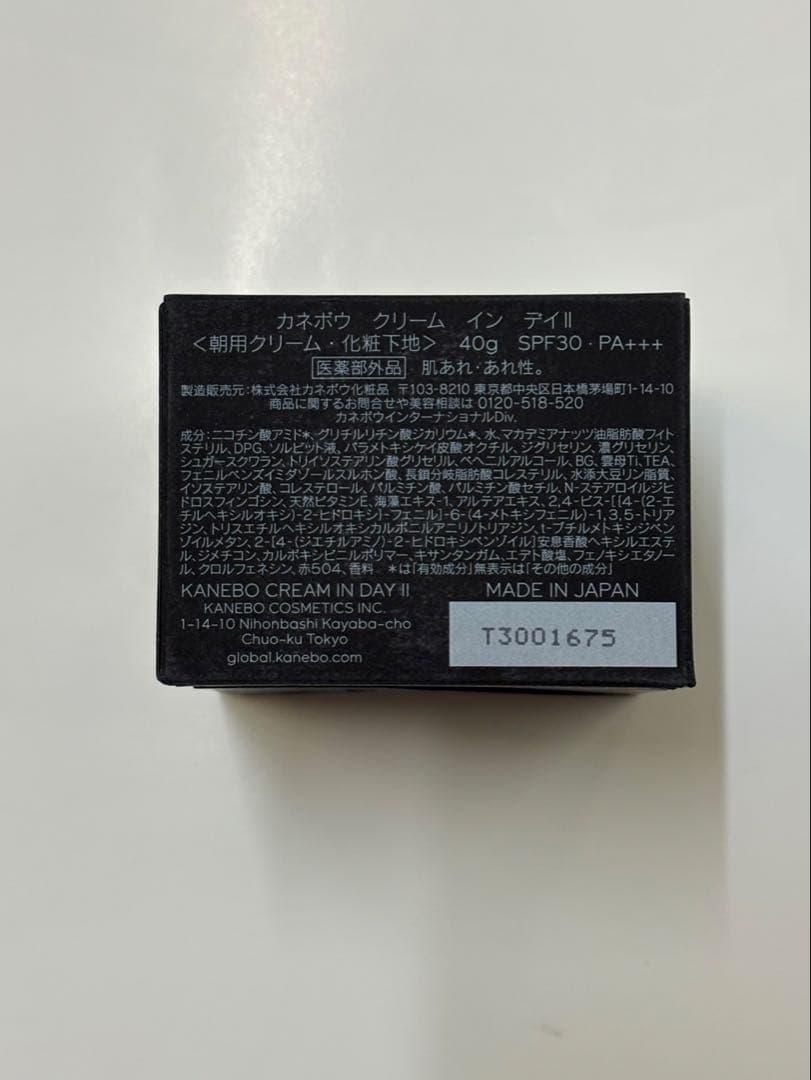 カネボウ クリーム イン デイⅡ
＜朝用クリーム・化粧下地＞ 40g SPF30・PA+++
医薬部外品 肌あれ・あれ性。
製造販売元：株式会社カネボウ化粧品 〒103-8210 東京都中央区日本橋茅場町1-14-10
商品に関するお問合せや美容相談は 0120-518-520
カネボウインターナショナルDiv.
成分：ニコチン酸アミド＊、グリチルリチン酸ジカリウム＊、水、マカデミアナッツ油脂肪酸フィト
ステリル、DPG、ソルビット液、パラメトキシケイ皮酸オクチル、ジグリセリン、濃グリセリン、
シュガースクワラン、トリイソステアリン酸グリセリル、ベヘニルアルコール、BG、雲母Ti、TEA、
フェニルベンズイミダゾールスルホン酸、長鎖分岐脂肪酸コレステリル、水添大豆リン脂質、
イソステアリン酸、コレステロール、パルミチン酸、パルミチン酸セチル、N-ステアロイルジヒ
ドロスフィンゴシン、天然ビタミンE、海藻エキス-1、アルテアエキス、2,4-ビス-[[4-(2-エ
チルヘキシルオキシ)-2-ヒドロキシ]-フェニル]-6-(4-メトキシフェニル)-1,3,5-トリア
ジン、トリスエチルヘキシルオキシカルボニルアニリノトリアジン、t-ブチルメトキシジベン
ゾイルメタン、2-[4-(ジエチルアミノ)-2-ヒドロキシベンゾイル]安息香酸ヘキシルエステ
ル、ジメチコン、カルボキシビニルポリマー、キサンタンガム、エデト酸塩、フェノキシエタノー
ル、クロルフェネシン、赤504、香料 ＊は「有効成分」無表示は「その他の成分」
KANEBO CREAM IN DAY Ⅱ MADE IN JAPAN
KANEBO COSMETICS INC.
1-14-10 Nihonbashi Kayaba-cho
Chuo-ku Tokyo
global.kanebo.com
T3001675